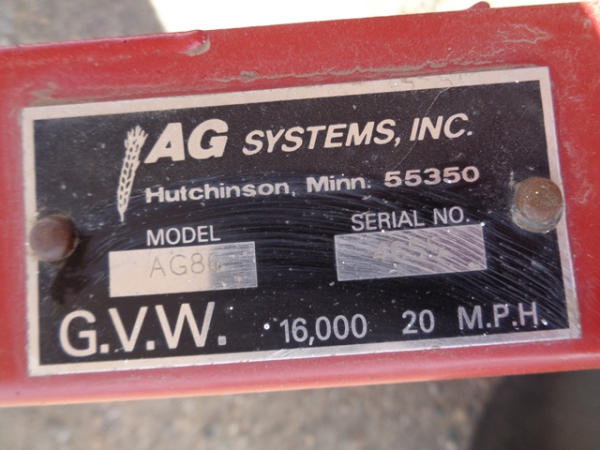 AG SYSTEMS, INC.
Hutchinson, Minn. 55350
MODEL
SERIAL NO.
G.V.W. 16,000 20 M.P.H.